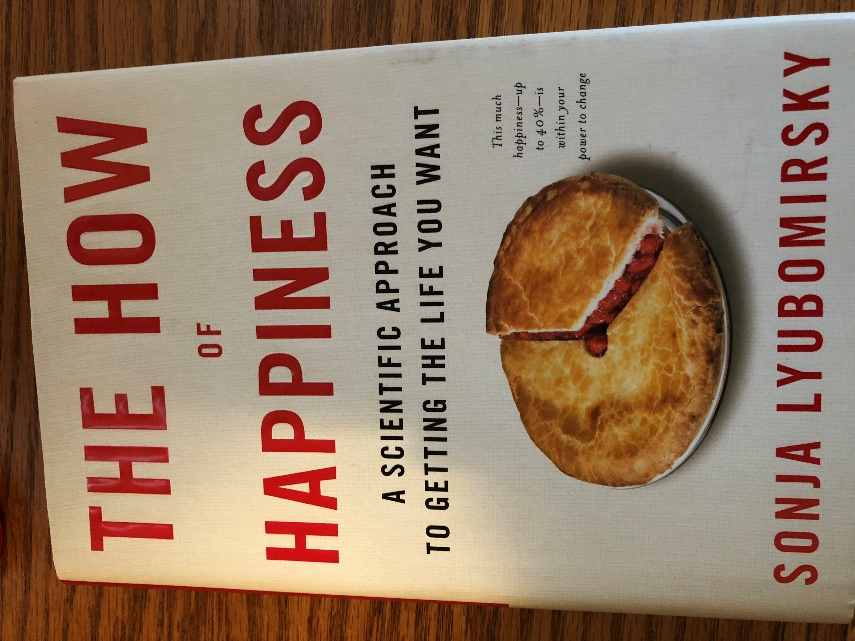 THE HOW
OF
HAPPINESS
A SCIENTIFIC APPROACH
TO GETTING THE LIFE YOU WANT
This much
happiness—up
to 40%—is
within your
power to change
SONJA LYUBOMIRSKY